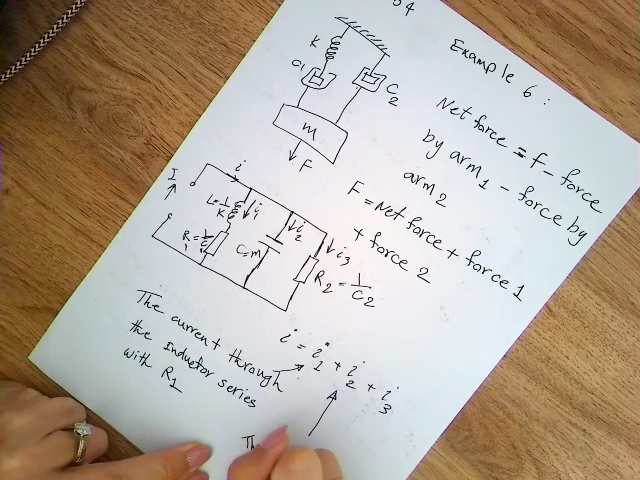 54
Example 6:
K
C1
C2
m
F
Net force = f - force
by arm1 - force by
arm2
F = Net force + force 1
+ force 2
I
i
L = 1/K
i1
i2
i3
R1 = 1/C1
C = m
R2 = 1/C2
i = i1 + i2 + i3
The current through
the Inductor series
with R1